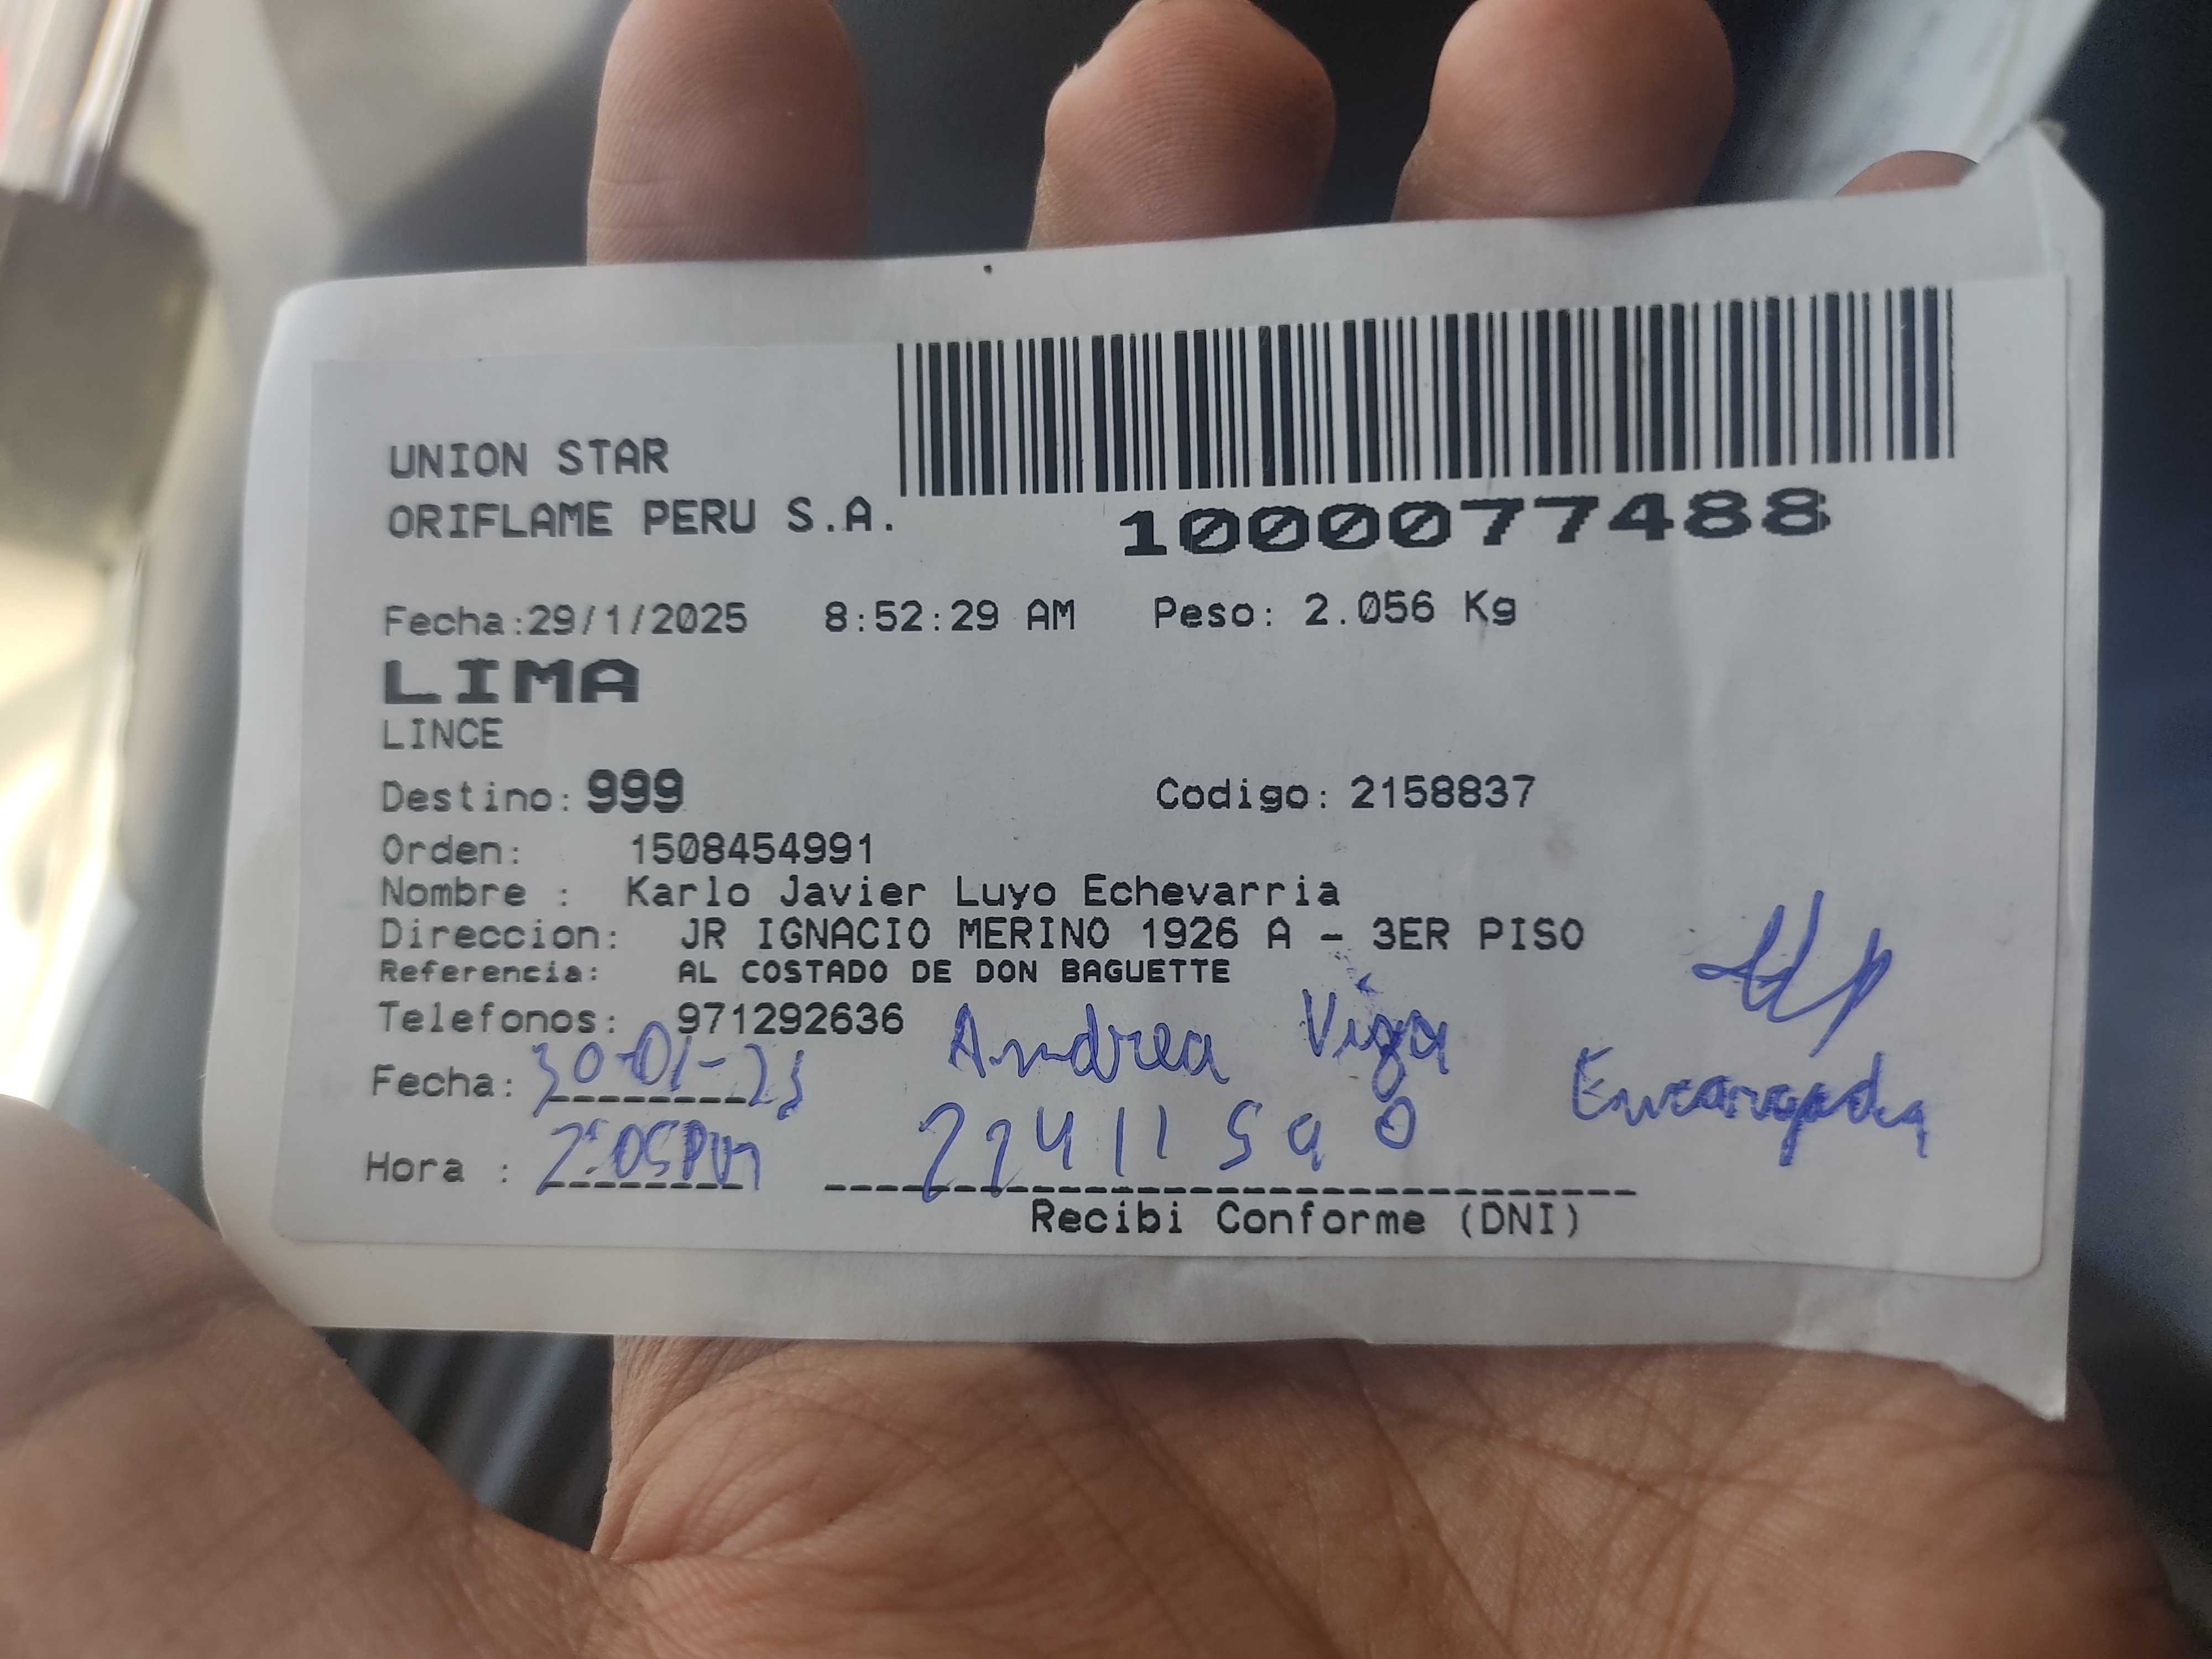 UNION STAR
ORIFLAME PERU S.A.
1000077488
Fecha:29/1/2025 8:52:29 AM Peso: 2.056 Kg
LIMA
LINCE
Destino: 999 Codigo: 2158837
Orden: 1508454991
Nombre : Karlo Javier Luyo Echevarria
Direccion: JR IGNACIO MERINO 1926 A - 3ER PISO
Referencia: AL COSTADO DE DON BAGUETTE
Telefonos: 971292636
Andrea
Encargada
Fecha: 30-01-25
Hora : 2:05PM
Recibi Conforme (DNI)